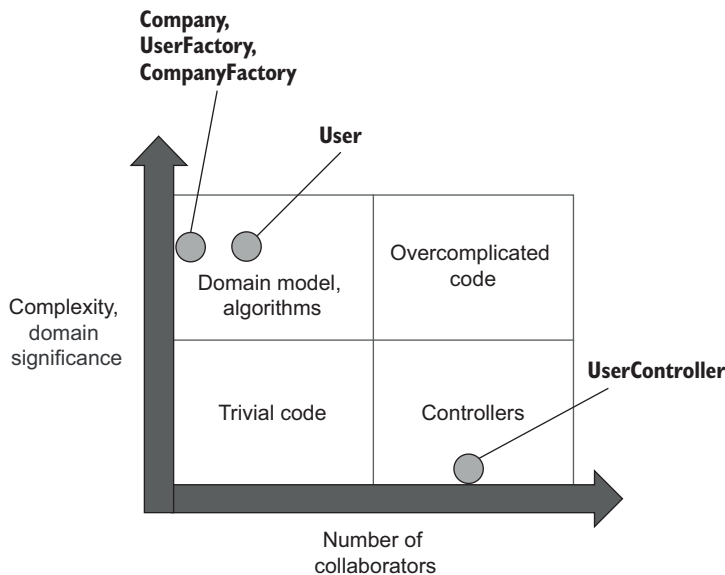 Company,
UserFactory,
CompanyFactory
User
Overcomplicated
code
Domain model,
algorithms
Complexity,
domain
significance
UserController
Trivial code
Controllers
Number of
collaborators